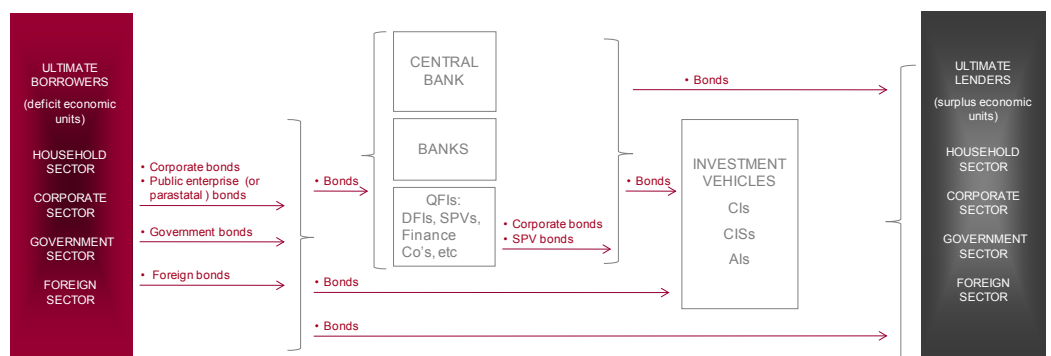 ULTIMATE
BORROWERS
(deficit economic
units)
HOUSEHOLD
SECTOR
CORPORATE
SECTOR
GOVERNMENT
SECTOR
FOREIGN
SECTOR
• Corporate bonds
• Public enterprise (or
parastatal ) bonds
• Government bonds
• Foreign bonds
• Bonds
• Bonds
• Bonds
CENTRAL
BANK
BANKS
QFIs:
DFIs, SPVs,
Finance
Co's, etc
• Corporate bonds
• SPV bonds
• Bonds
• Bonds
INVESTMENT
VEHICLES
CIs
CISs
AIs
ULTIMATE
LENDERS
(surplus economic
units)
HOUSEHOLD
SECTOR
CORPORATE
SECTOR
GOVERNMENT
SECTOR
FOREIGN
SECTOR